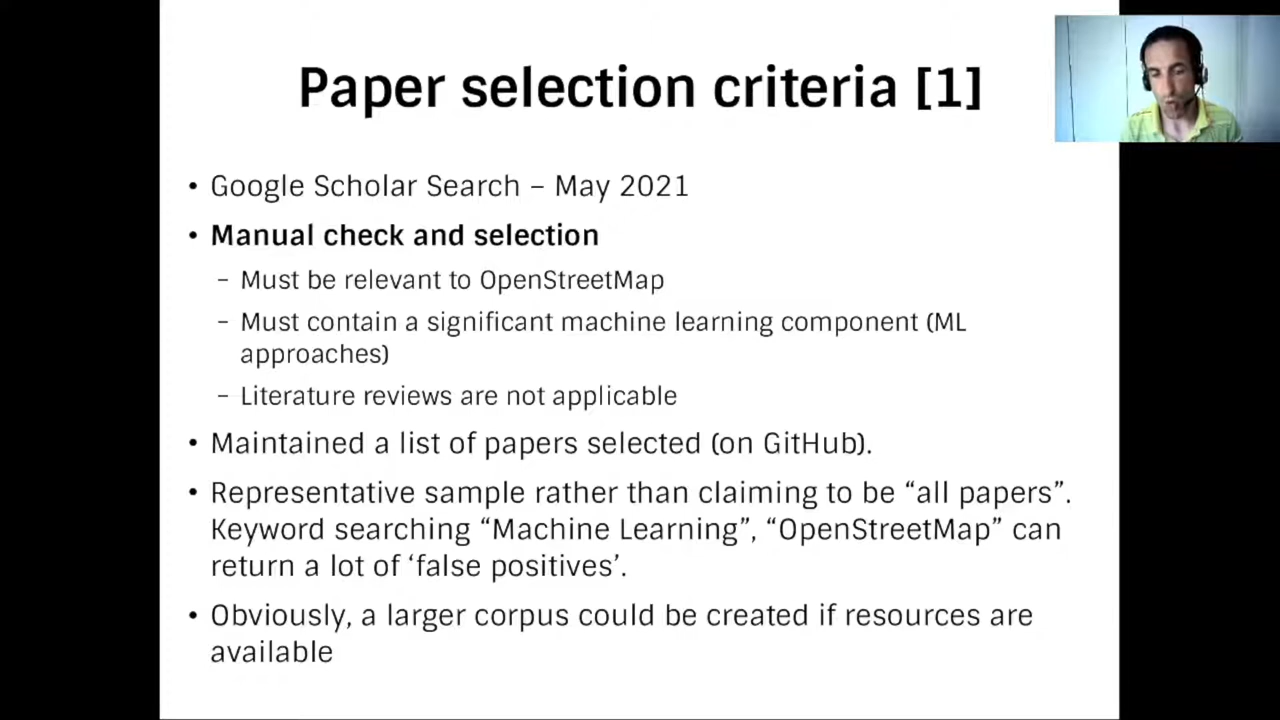 Paper selection criteria [1]
• Google Scholar Search – May 2021
• Manual check and selection
– Must be relevant to OpenStreetMap
– Must contain a significant machine learning component (ML
approaches)
– Literature reviews are not applicable
• Maintained a list of papers selected (on GitHub).
• Representative sample rather than claiming to be “all papers”.
Keyword searching “Machine Learning”, “OpenStreetMap” can
return a lot of ‘false positives’.
• Obviously, a larger corpus could be created if resources are
available